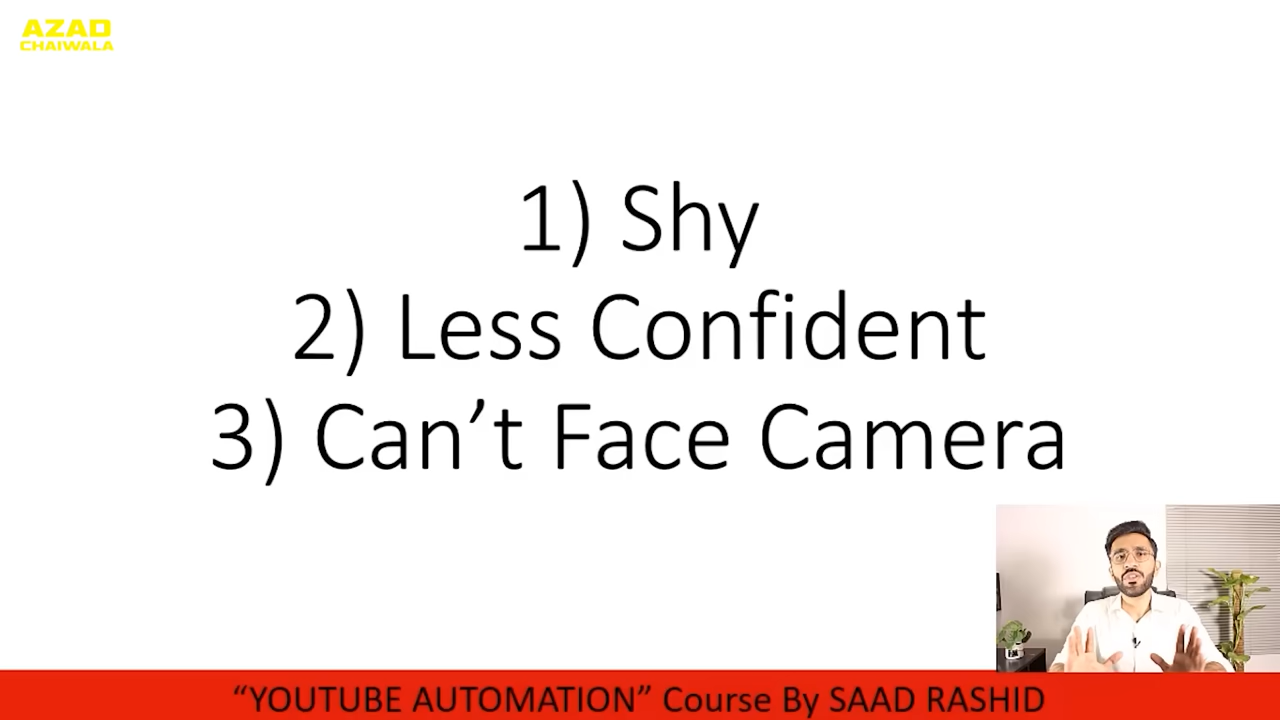 AZAD
CHAIWALA
1) Shy
2) Less Confident
3) Can’t Face Camera
“YOUTUBE AUTOMATION” Course By SAAD RASHID